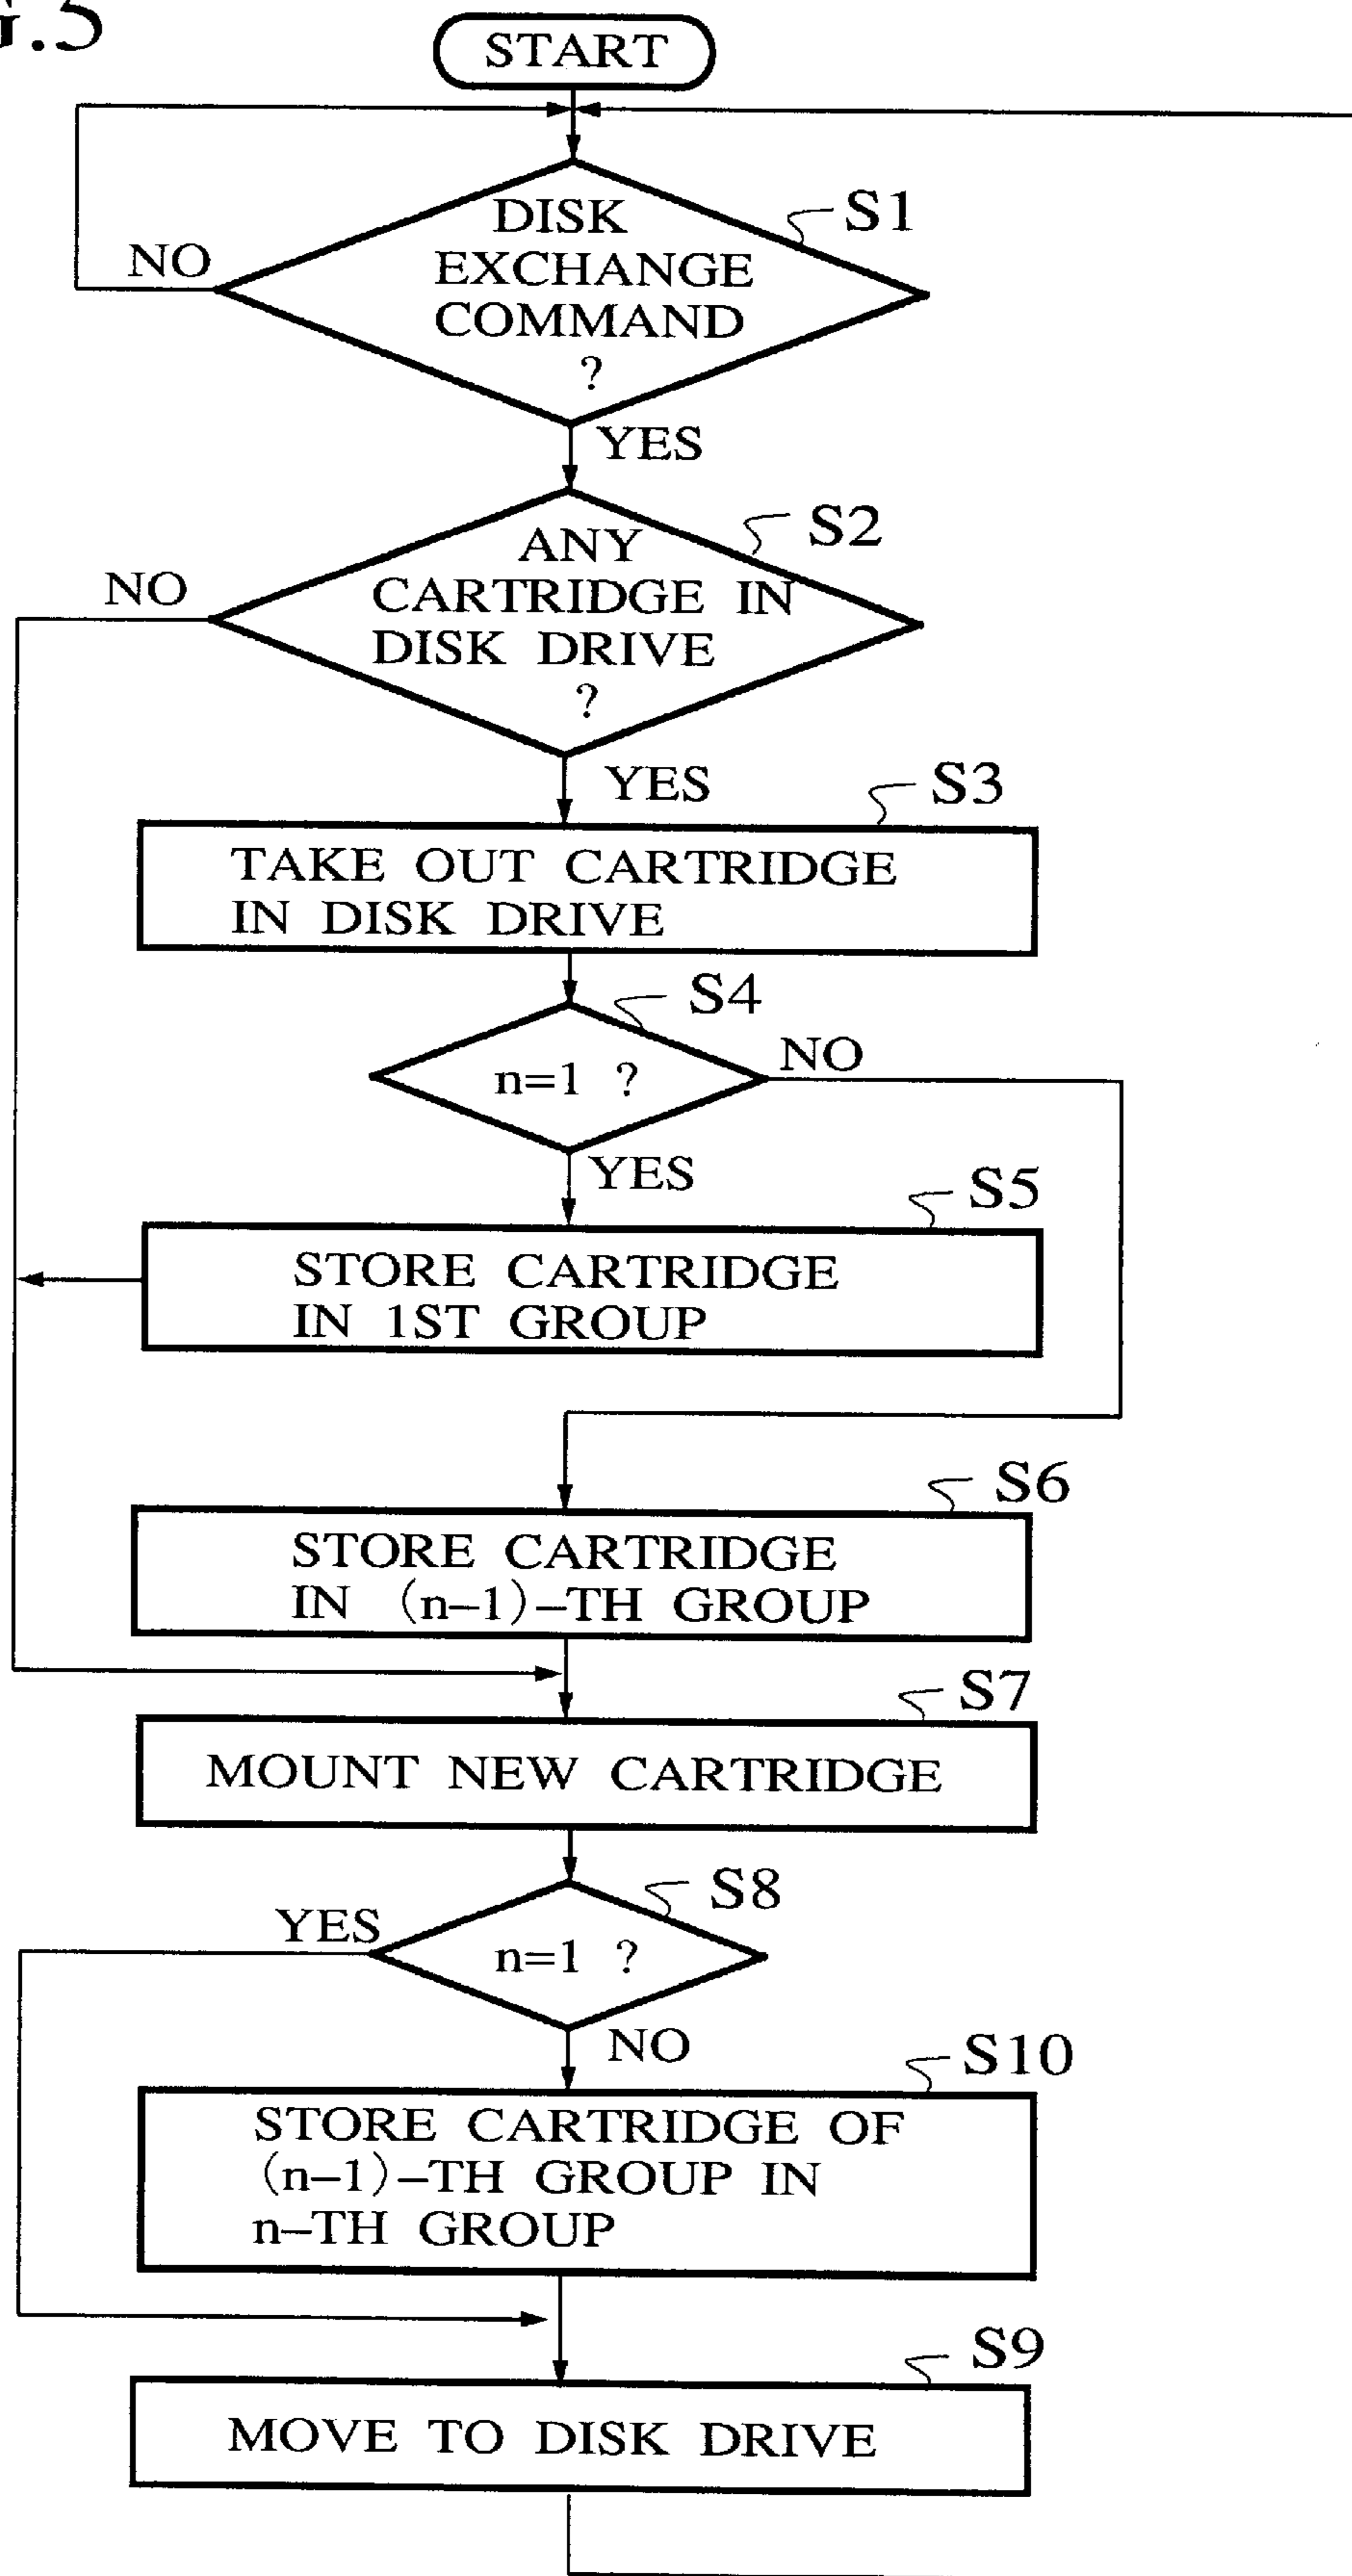 G.5
START
DISK
EXCHANGE
COMMAND
?
S1
NO
YES
ANY
CARTRIDGE IN
DISK DRIVE
?
S2
NO
YES
S3
TAKE OUT CARTRIDGE
IN DISK DRIVE
S4
n=1 ?
NO
YES
S5
STORE CARTRIDGE
IN 1ST GROUP
S6
STORE CARTRIDGE
IN (n–1)–TH GROUP
S7
MOUNT NEW CARTRIDGE
S8
YES
n=1 ?
NO
S10
STORE CARTRIDGE OF
(n–1)–TH GROUP IN
n–TH GROUP
S9
MOVE TO DISK DRIVE